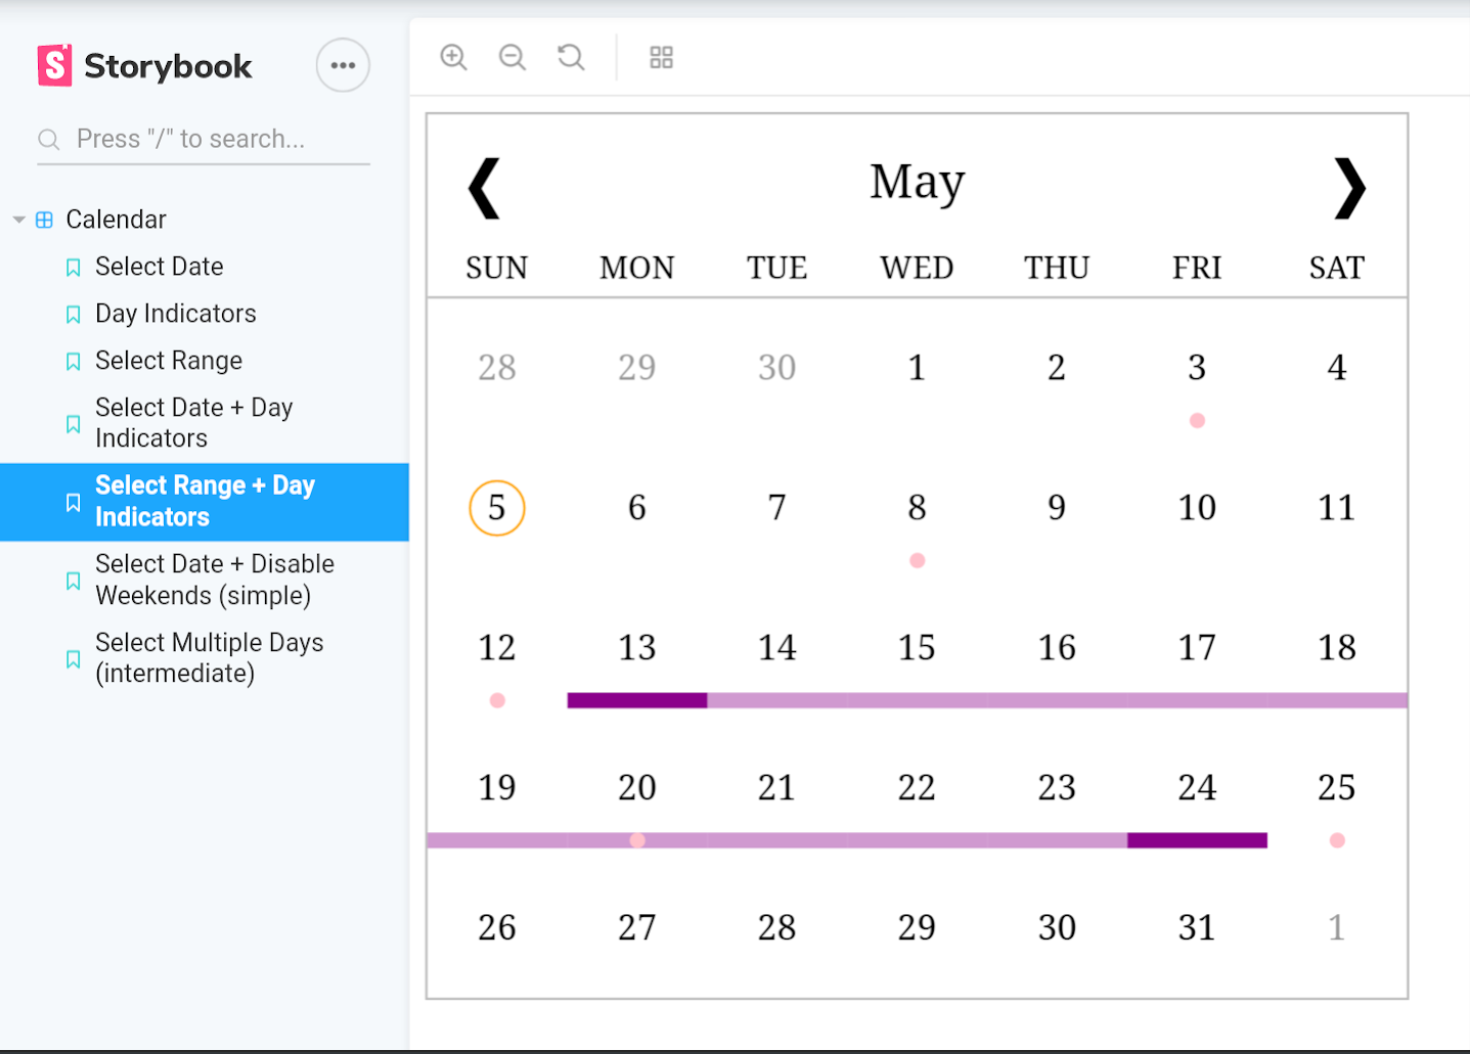 Storybook
Press "/" to search...
Calendar
Select Date
Day Indicators
Select Range
Select Date + Day
Indicators
Select Range + Day
Indicators
Select Date + Disable
Weekends (simple)
Select Multiple Days
(intermediate)
May
SUN MON TUE WED THU FRI SAT
28 29 30 1 2 3 4
5 6 7 8 9 10 11
12 13 14 15 16 17 18
19 20 21 22 23 24 25
26 27 28 29 30 31 1